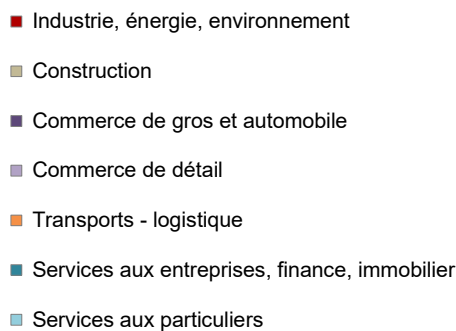 Industrie, énergie, environnement
Construction
Commerce de gros et automobile
Commerce de détail
Transports - logistique
Services aux entreprises, finance, immobilier
Services aux particuliers